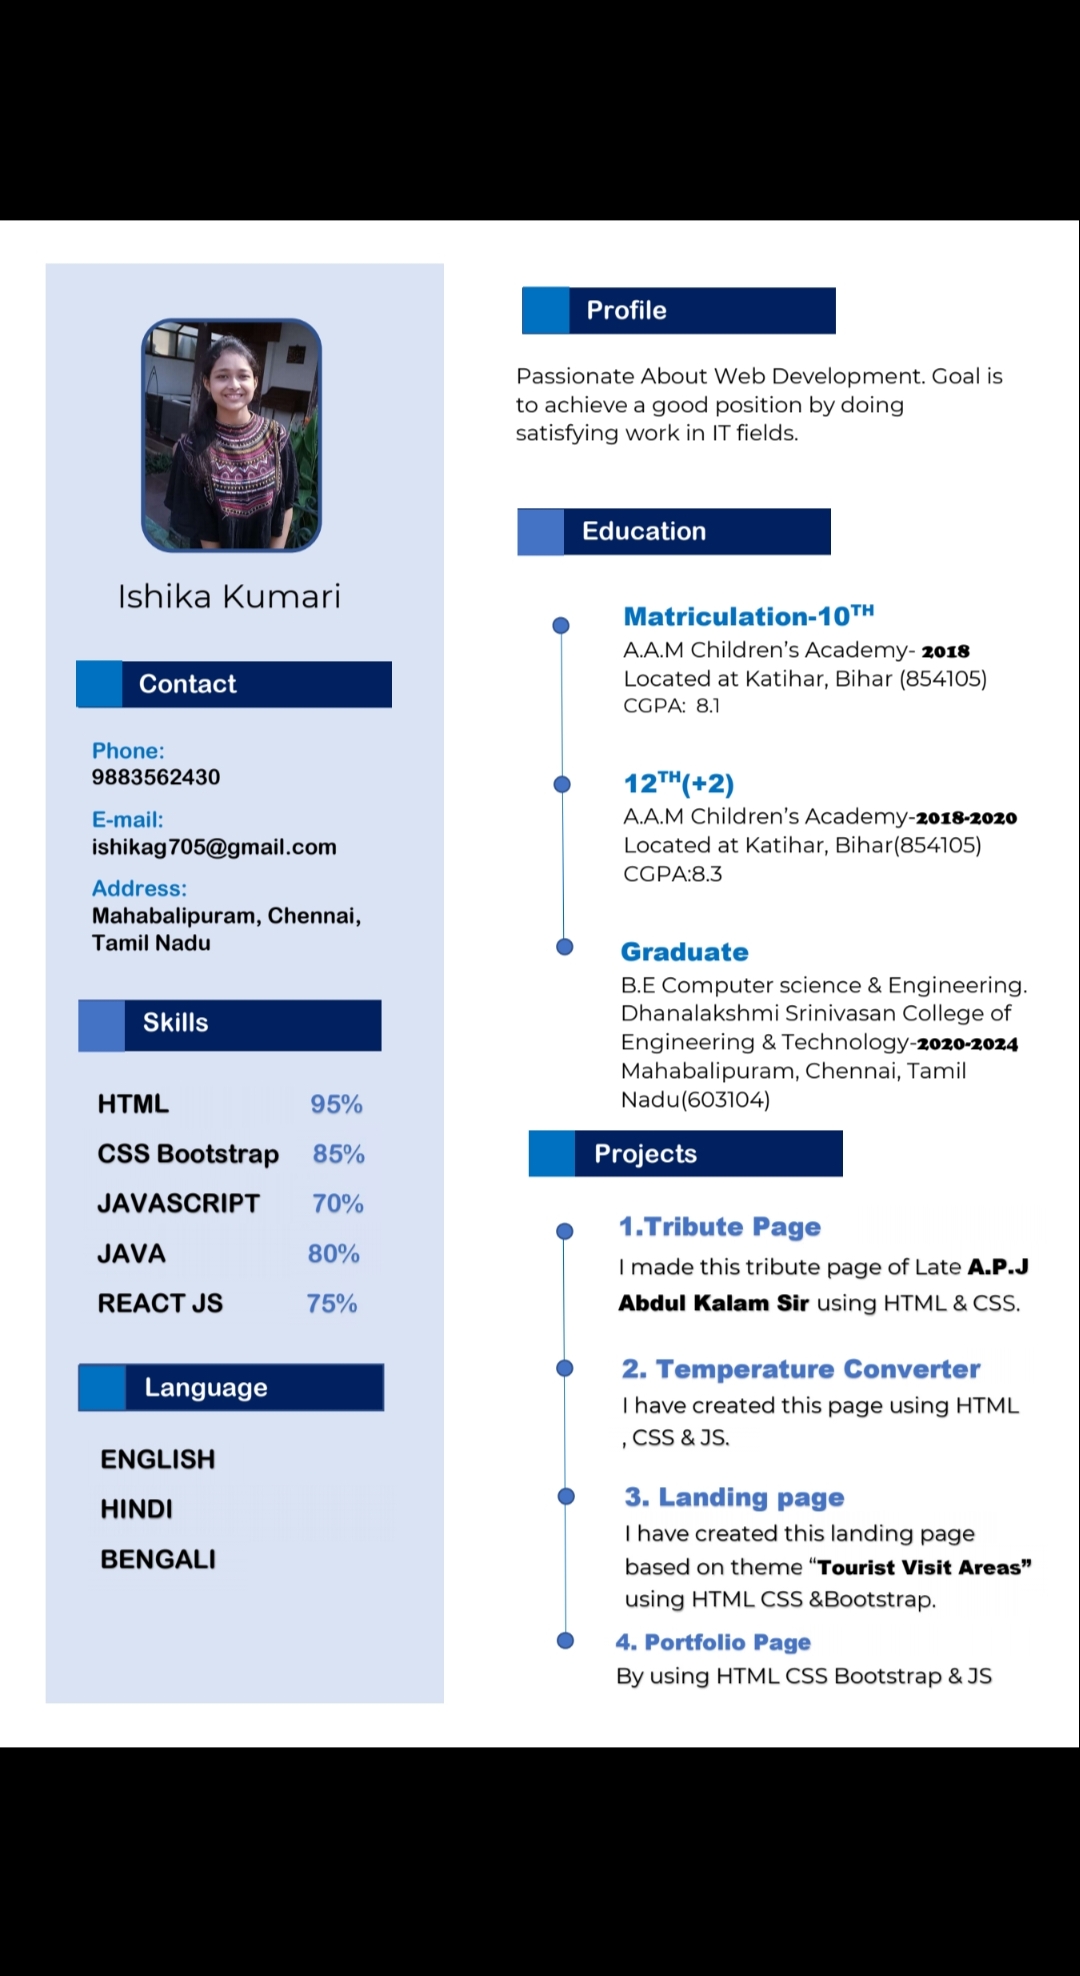 Ishika Kumari
Contact
Phone:
9883562430
E-mail:
ishikag705@gmail.com
Address:
Mahabalipuram, Chennai,
Tamil Nadu
Skills
HTML 95%
CSS Bootstrap 85%
JAVASCRIPT 70%
JAVA 80%
REACT JS 75%
Language
ENGLISH
HINDI
BENGALI
Profile
Passionate About Web Development. Goal is
to achieve a good position by doing
satisfying work in IT fields.
Education
Matriculation-10TH
A.A.M Children’s Academy- 2018
Located at Katihar, Bihar (854105)
CGPA: 8.1
12TH(+2)
A.A.M Children’s Academy-2018-2020
Located at Katihar, Bihar(854105)
CGPA:8.3
Graduate
B.E Computer science & Engineering.
Dhanalakshmi Srinivasan College of
Engineering & Technology-2020-2024
Mahabalipuram, Chennai, Tamil
Nadu(603104)
Projects
1.Tribute Page
I made this tribute page of Late A.P.J
Abdul Kalam Sir using HTML & CSS.
2. Temperature Converter
I have created this page using HTML
, CSS & JS.
3. Landing page
I have created this landing page
based on theme “Tourist Visit Areas”
using HTML CSS &Bootstrap.
4. Portfolio Page
By using HTML CSS Bootstrap & JS